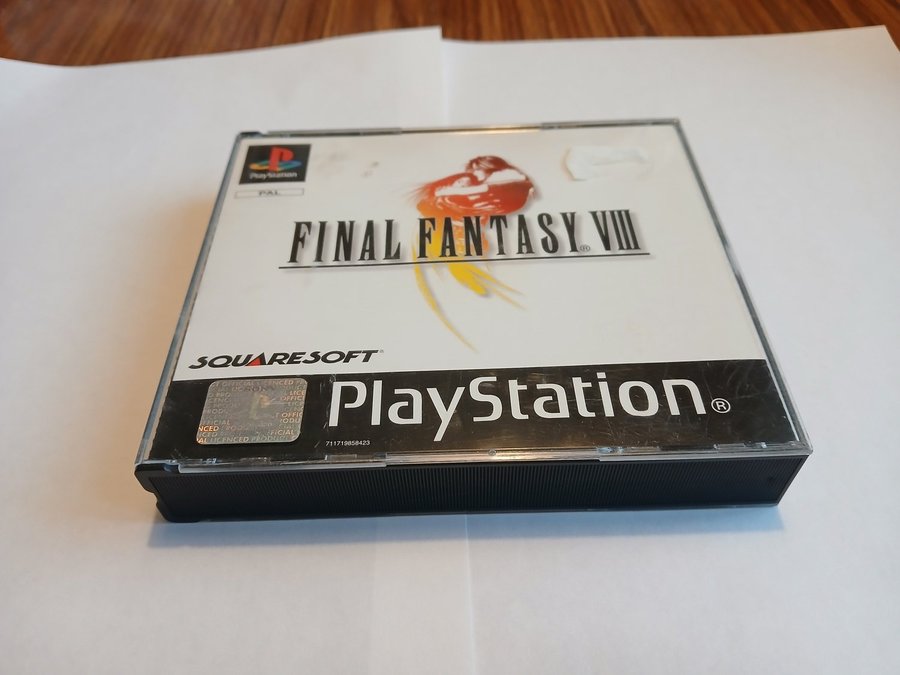 PlayStation
PAL
FINAL FANTASY® VIII
SQUARESOFT®
PlayStation®
711719858423